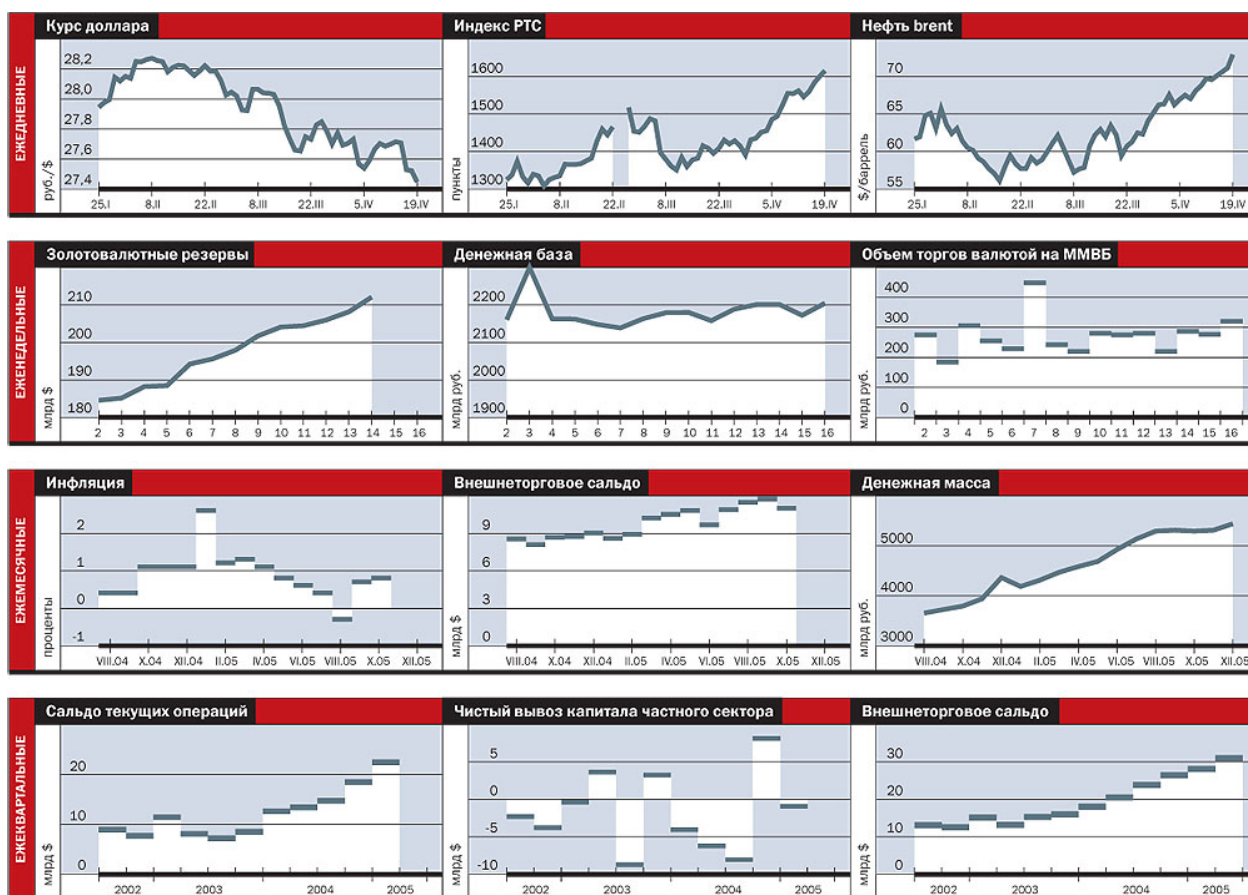 ЕЖЕДНЕВНЫЕ
Курс доллара
руб./$
28,2
28,0
27,8
27,6
27,4
25.I 8.II 22.II 8.III 22.III 5.IV 19.IV
Индекс РТС
пункты
1600
1500
1400
1300
25.I 8.II 22.II 8.III 22.III 5.IV 19.IV
Нефть brent
$/баррель
70
65
60
55
25.I 8.II 22.II 8.III 22.III 5.IV 19.IV
ЕЖЕНЕДЕЛЬНЫЕ
Золотовалютные резервы
млрд $
210
200
190
180
2 3 4 5 6 7 8 9 10 11 12 13 14 15 16
Денежная база
млрд руб.
2200
2100
2000
1900
2 3 4 5 6 7 8 9 10 11 12 13 14 15 16
Объем торгов валютой на ММВБ
млрд руб.
400
300
200
100
0
2 3 4 5 6 7 8 9 10 11 12 13 14 15 16
ЕЖЕМЕСЯЧНЫЕ
Инфляция
проценты
2
1
0
-1
VIII.04 X.04 XII.04 II.05 IV.05 VI.05 VIII.05 X.05 XII.05
Внешнеторговое сальдо
млрд $
9
6
3
0
VIII.04 X.04 XII.04 II.05 IV.05 VI.05 VIII.05 X.05 XII.05
Денежная масса
млрд руб.
5000
4000
3000
VIII.04 X.04 XII.04 II.05 IV.05 VI.05 VIII.05 X.05 XII.05
ЕЖЕКВАРТАЛЬНЫЕ
Сальдо текущих операций
млрд $
20
10
0
2002 2003 2004 2005
Чистый вывоз капитала частного сектора
млрд $
5
0
-5
-10
2002 2003 2004 2005
Внешнеторговое сальдо
млрд $
30
20
10
0
2002 2003 2004 2005